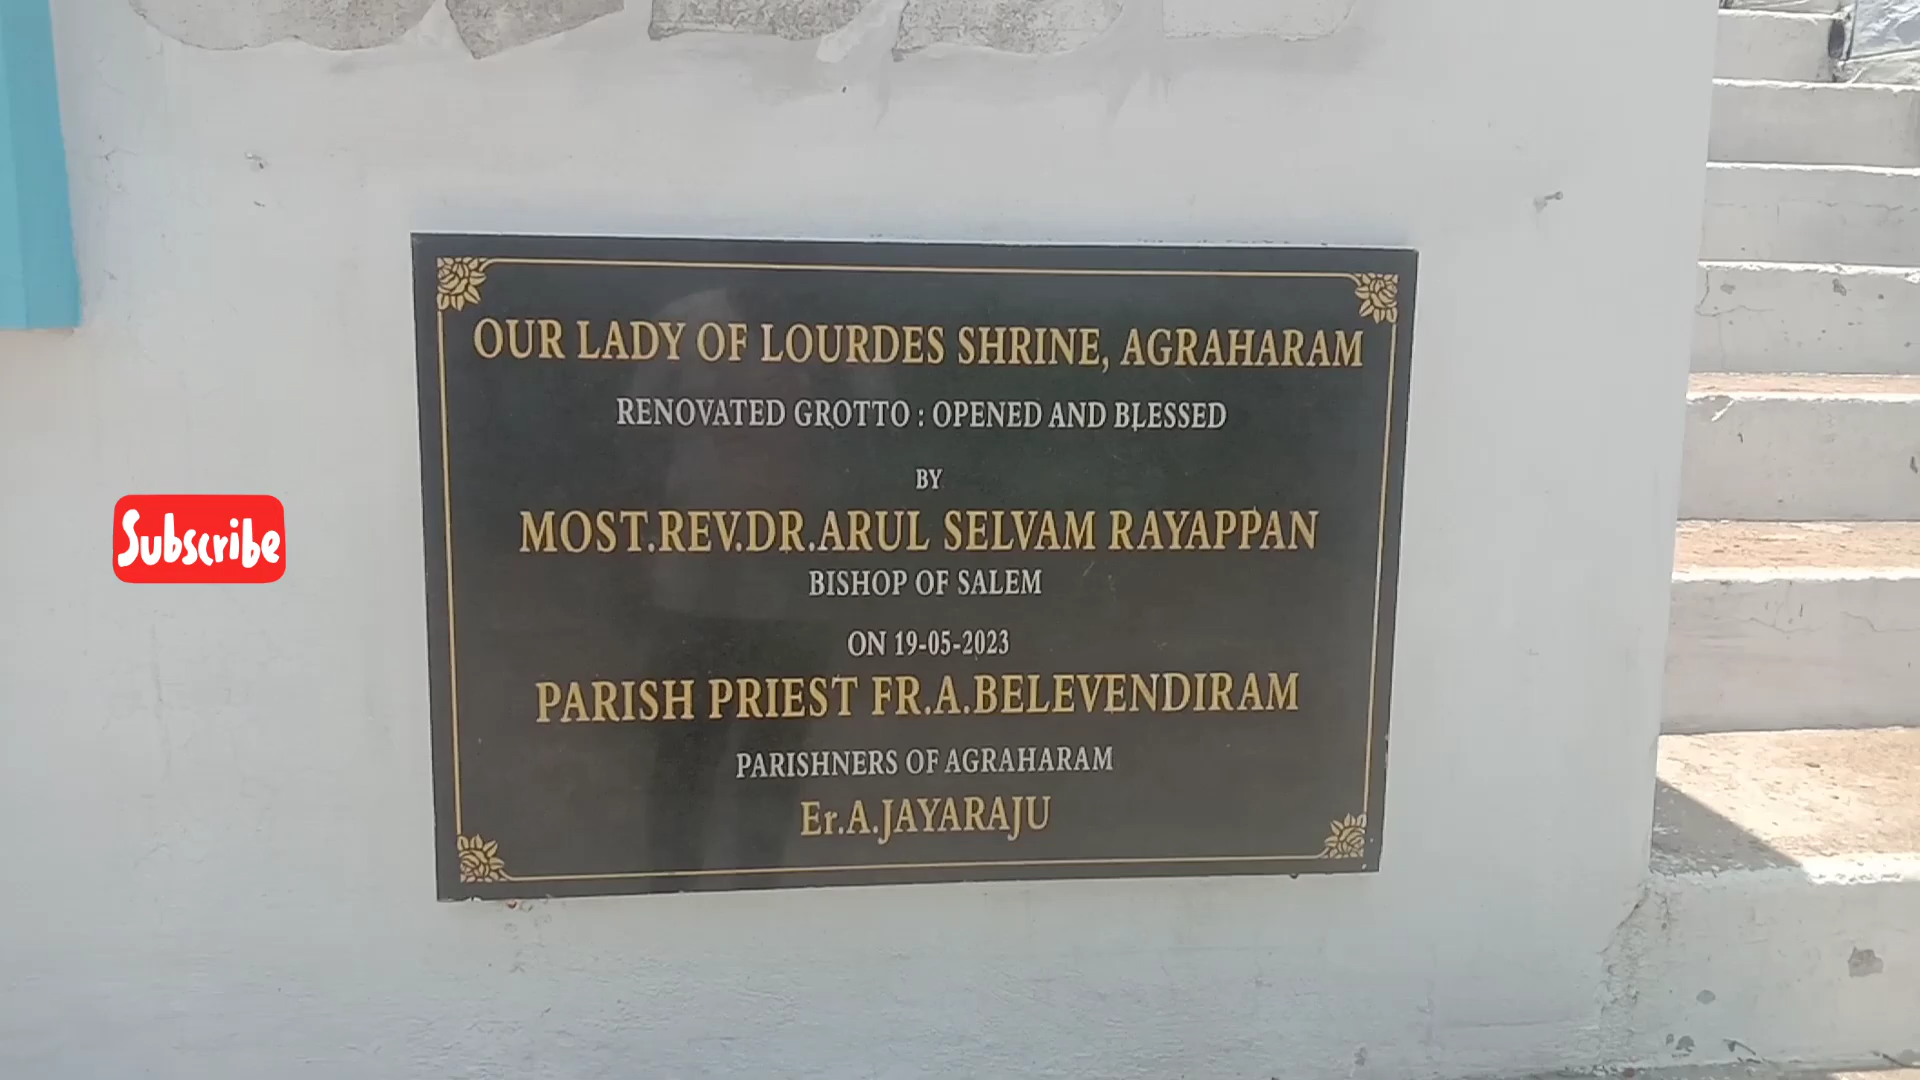 OUR LADY OF LOURDES SHRINE, AGRAHARAM
RENOVATED GROTTO : OPENED AND BLESSED
BY
MOST.REV.DR.ARUL SELVAM RAYAPPAN
BISHOP OF SALEM
ON 19-05-2023
PARISH PRIEST FR.A.BELEVENDIRAM
PARISHNERS OF AGRAHARAM
Er.A.JAYARAJU
Subscribe